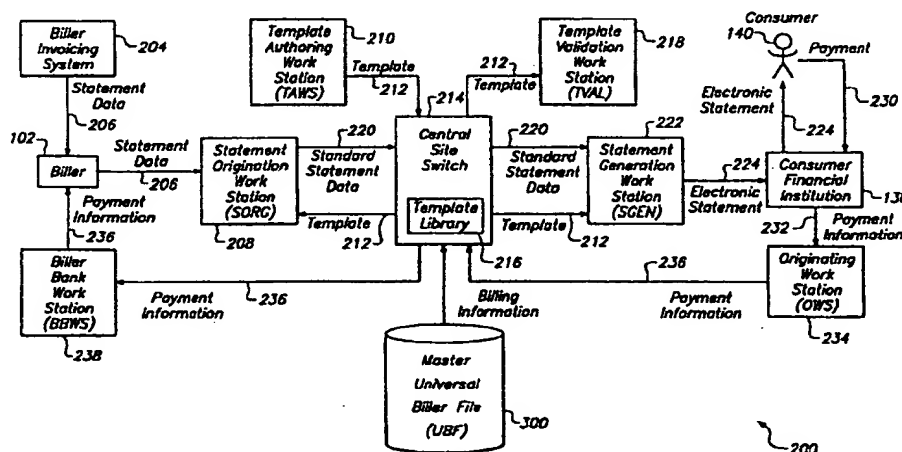 Biller
Invoicing
System
204
Statement
Data
206
102
Biller
Statement
Data
206
Payment
Information
236
Biller
Bank
Work
Station
(BBWS)
238
Template
Authoring
Work
Station
(TAWS)
210
Template
212
214
Statement
Origination
Work
Station
(SORG)
208
220
Standard
Statement
Data
Template
212
Payment
Information
236
Central
Site
Switch
Template
Library
216
212
Template
Template
Validation
Work
Station
(TVAL)
218
220
Standard
Statement
Data
Template
212
222
Statement
Generation
Work
Station
(SGEN)
224
Electronic
Statement
Consumer
140
Payment
230
Electronic
Statement
224
Consumer
Financial
Institution
138
232
Payment
Information
Originating
Work
Station
(OWS)
234
236
Payment
Information
Billing
Information
Master
Universal
Biller File
(UBF)
300
200